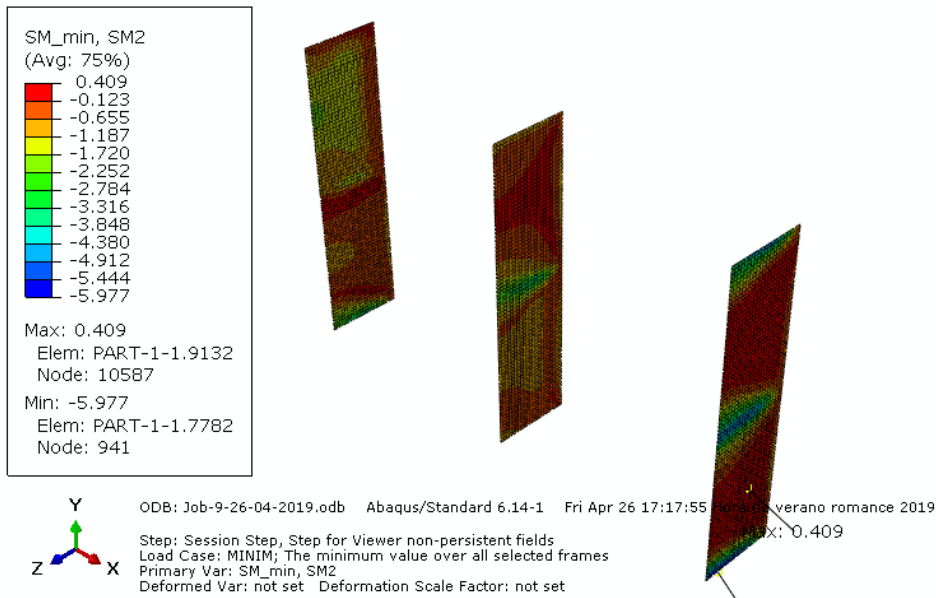 SM_min, SM2
(Avg: 75%)
0.409
-0.123
-0.655
-1.187
-1.720
-2.252
-2.784
-3.316
-3.848
-4.380
-4.912
-5.444
-5.977
Max: 0.409
Elem: PART-1-1.9132
Node: 10587
Min: -5.977
Elem: PART-1-1.7782
Node: 941
Y
Z
X
ODB: Job-9-26-04-2019.odb Abaqus/Standard 6.14-1 Fri Apr 26 17:17:55 Hora de verano romance 2019
Max: 0.409
Step: Session Step, Step for Viewer non-persistent fields
Load Case: MINIM; The minimum value over all selected frames
Primary Var: SM_min, SM2
Deformed Var: not set Deformation Scale Factor: not set